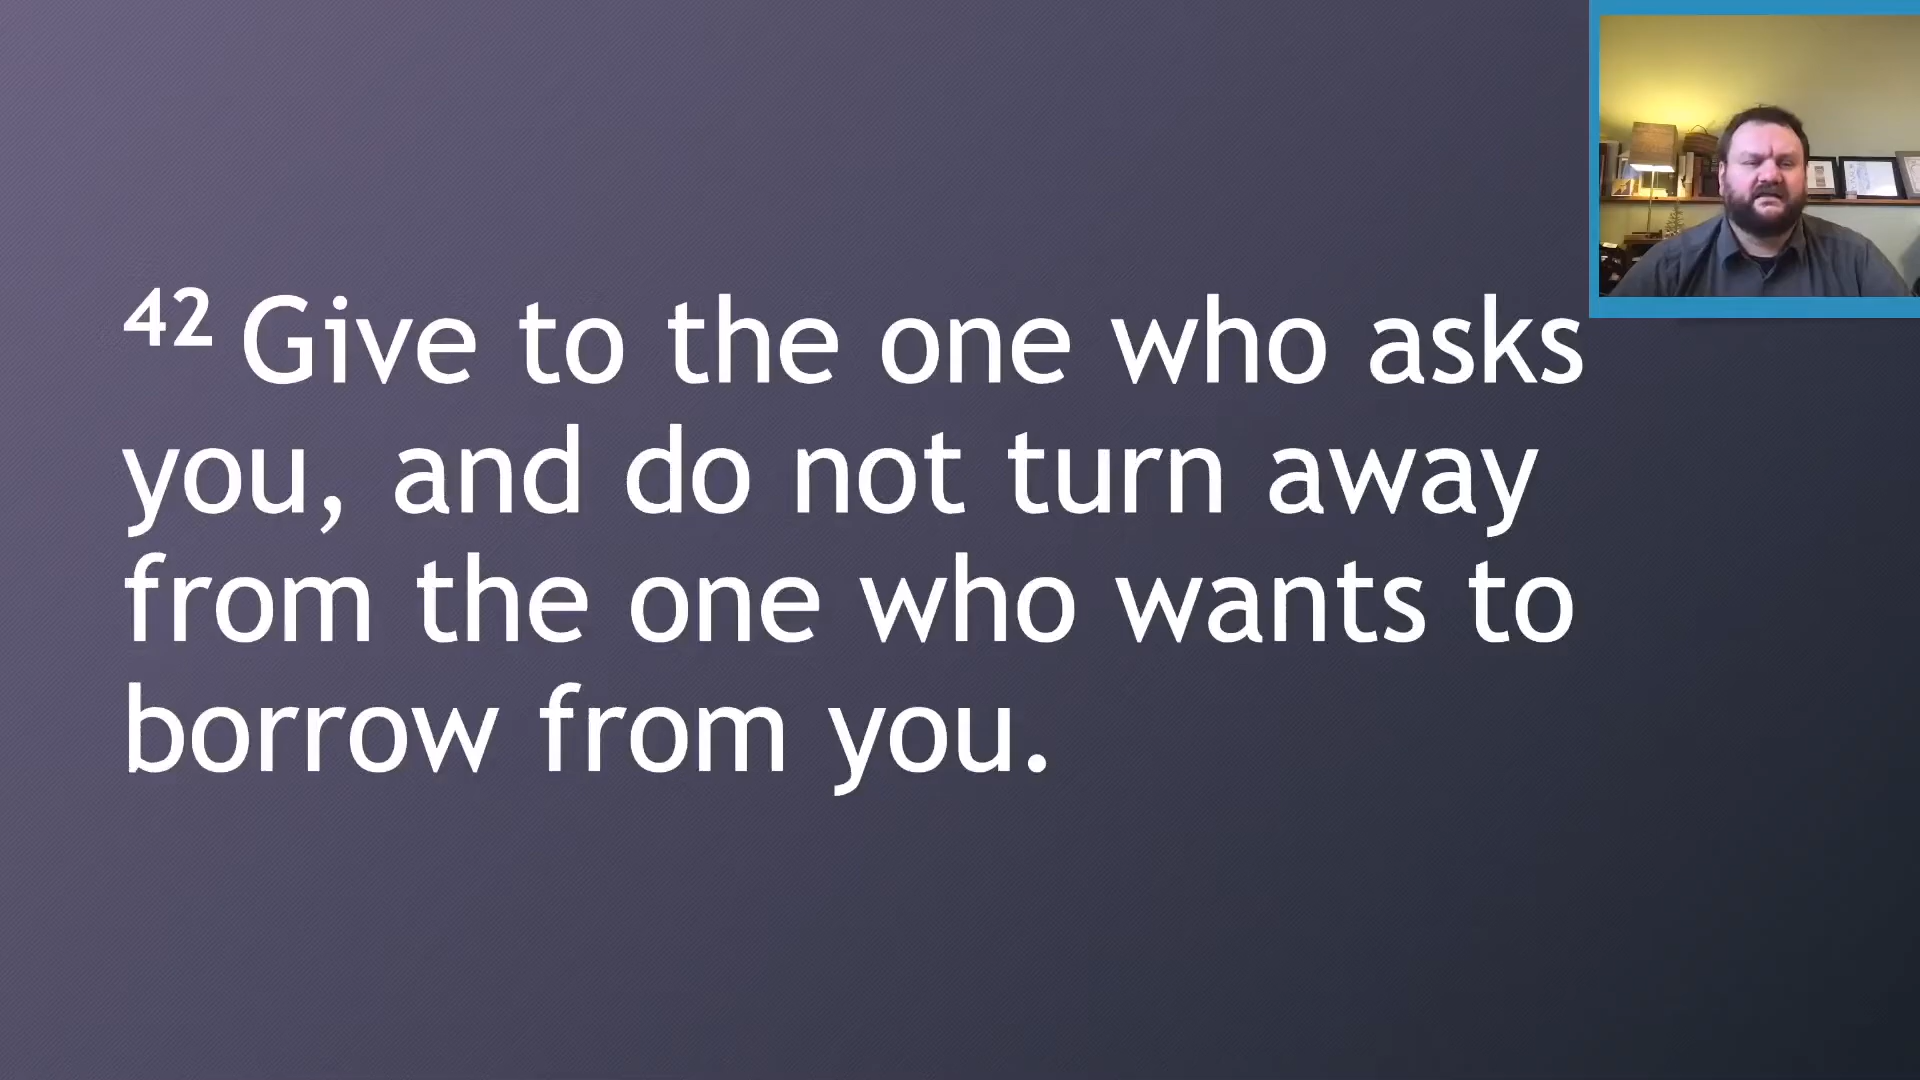 42 Give to the one who asks
you, and do not turn away
from the one who wants to
borrow from you.